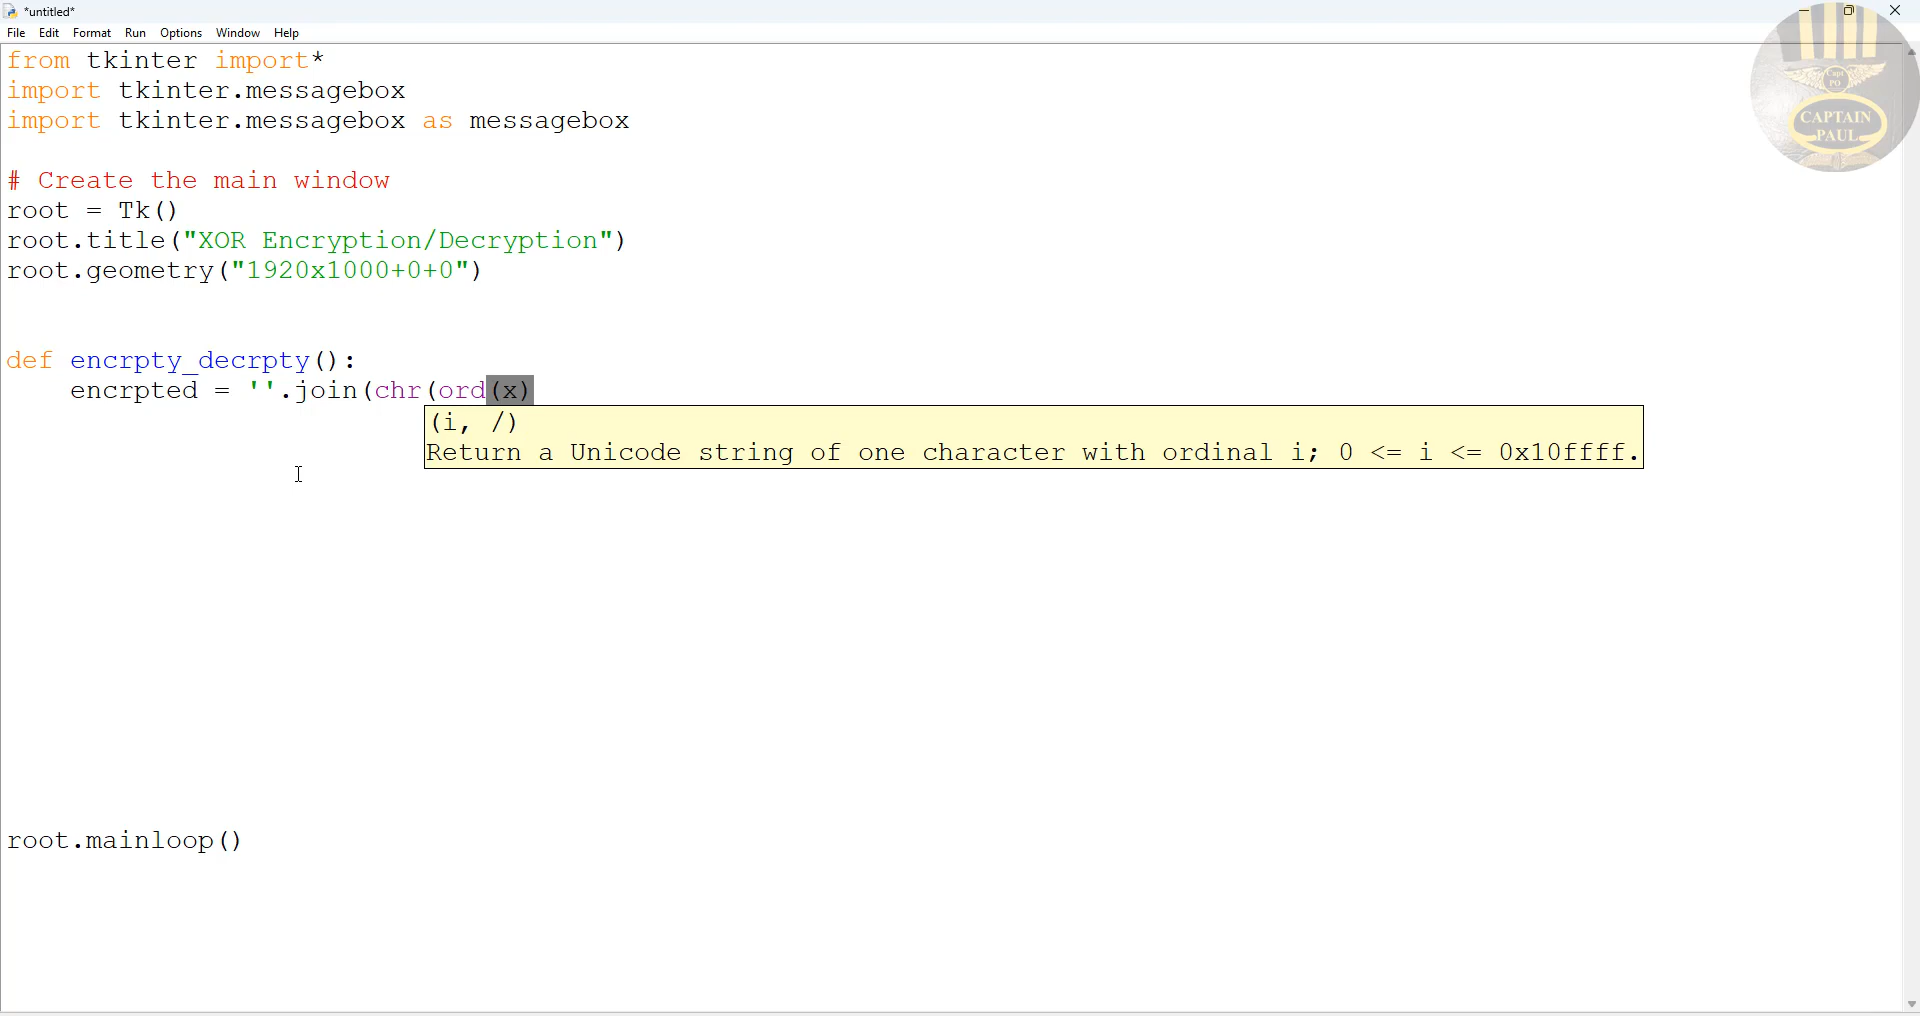 *untitled*
File Edit Format Run Options Window Help
from tkinter import*
import tkinter.messagebox
import tkinter.messagebox as messagebox
# Create the main window
root = Tk()
root.title("XOR Encryption/Decryption")
root.geometry("1920x1000+0+0")
def encrpty_decrpty():
encrpted = ''.join(chr(ord(x)
(i, /)
Return a Unicode string of one character with ordinal i; 0 <= i <= 0x10ffff.
root.mainloop()
Capt
PO
CAPTAIN
PAUL